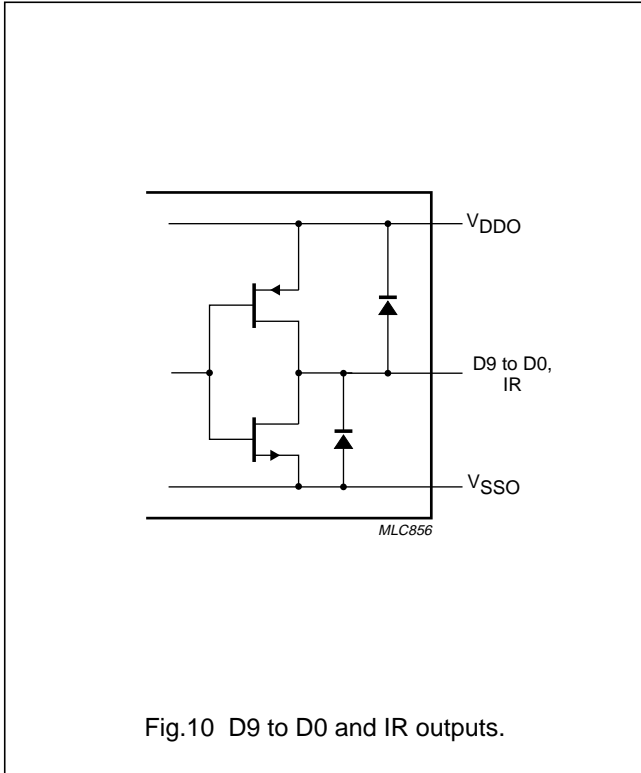 VDDO
D9 to D0,
IR
VSSO
MLC856
Fig.10 D9 to D0 and IR outputs.